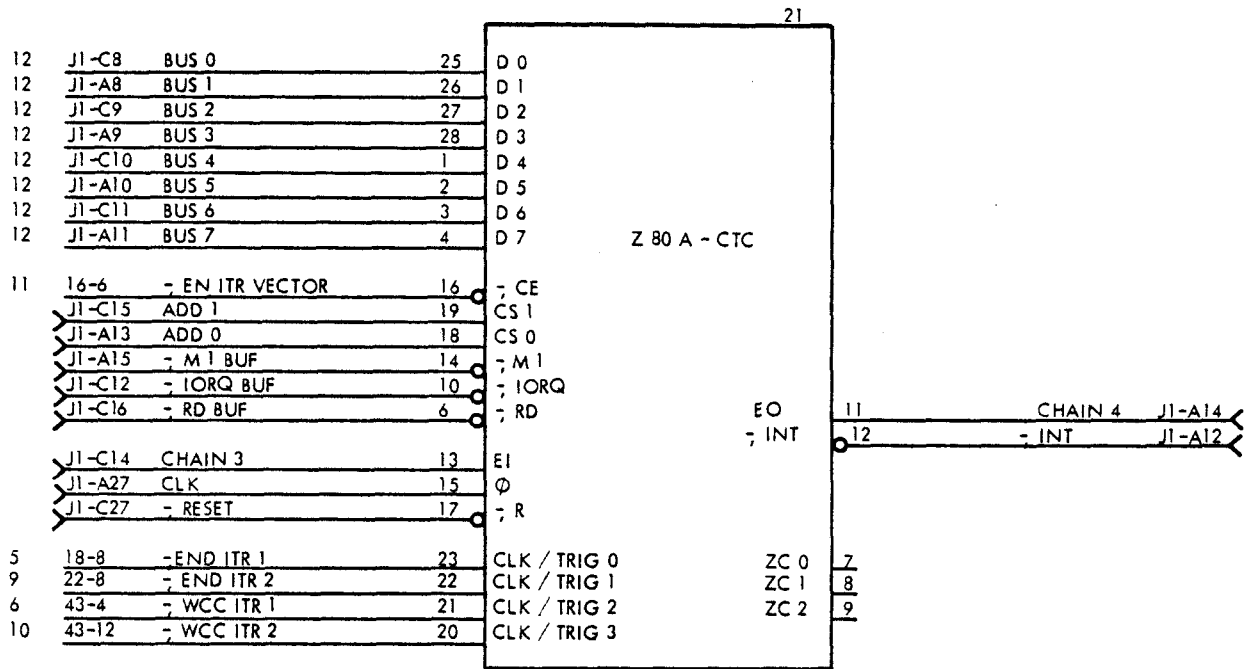 21
12 J1-C8 BUS 0 25 D 0
12 J1-A8 BUS 1 26 D 1
12 J1-C9 BUS 2 27 D 2
12 J1-A9 BUS 3 28 D 3
12 J1-C10 BUS 4 1 D 4
12 J1-A10 BUS 5 2 D 5
12 J1-C11 BUS 6 3 D 6
12 J1-A11 BUS 7 4 D 7
Z 80 A - CTC
11 16-6 -, EN ITR VECTOR 16 -, CE
J1-C15 ADD 1 19 CS 1
J1-A13 ADD 0 18 CS 0
J1-A15 -, M 1 BUF 14 -, M 1
J1-C12 -, IORQ BUF 10 -, IORQ
J1-C16 -, RD BUF 6 -, RD
EO 11 CHAIN 4 J1-A14
-, INT 12 -, INT J1-A12
J1-C14 CHAIN 3 13 EI
J1-A27 CLK 15 Φ
J1-C27 -, RESET 17 -, R
5 18-8 -END ITR 1 23 CLK / TRIG 0 ZC 0 7
9 22-8 -, END ITR 2 22 CLK / TRIG 1 ZC 1 8
6 43-4 -, WCC ITR 1 21 CLK / TRIG 2 ZC 2 9
10 43-12 -, WCC ITR 2 20 CLK / TRIG 3